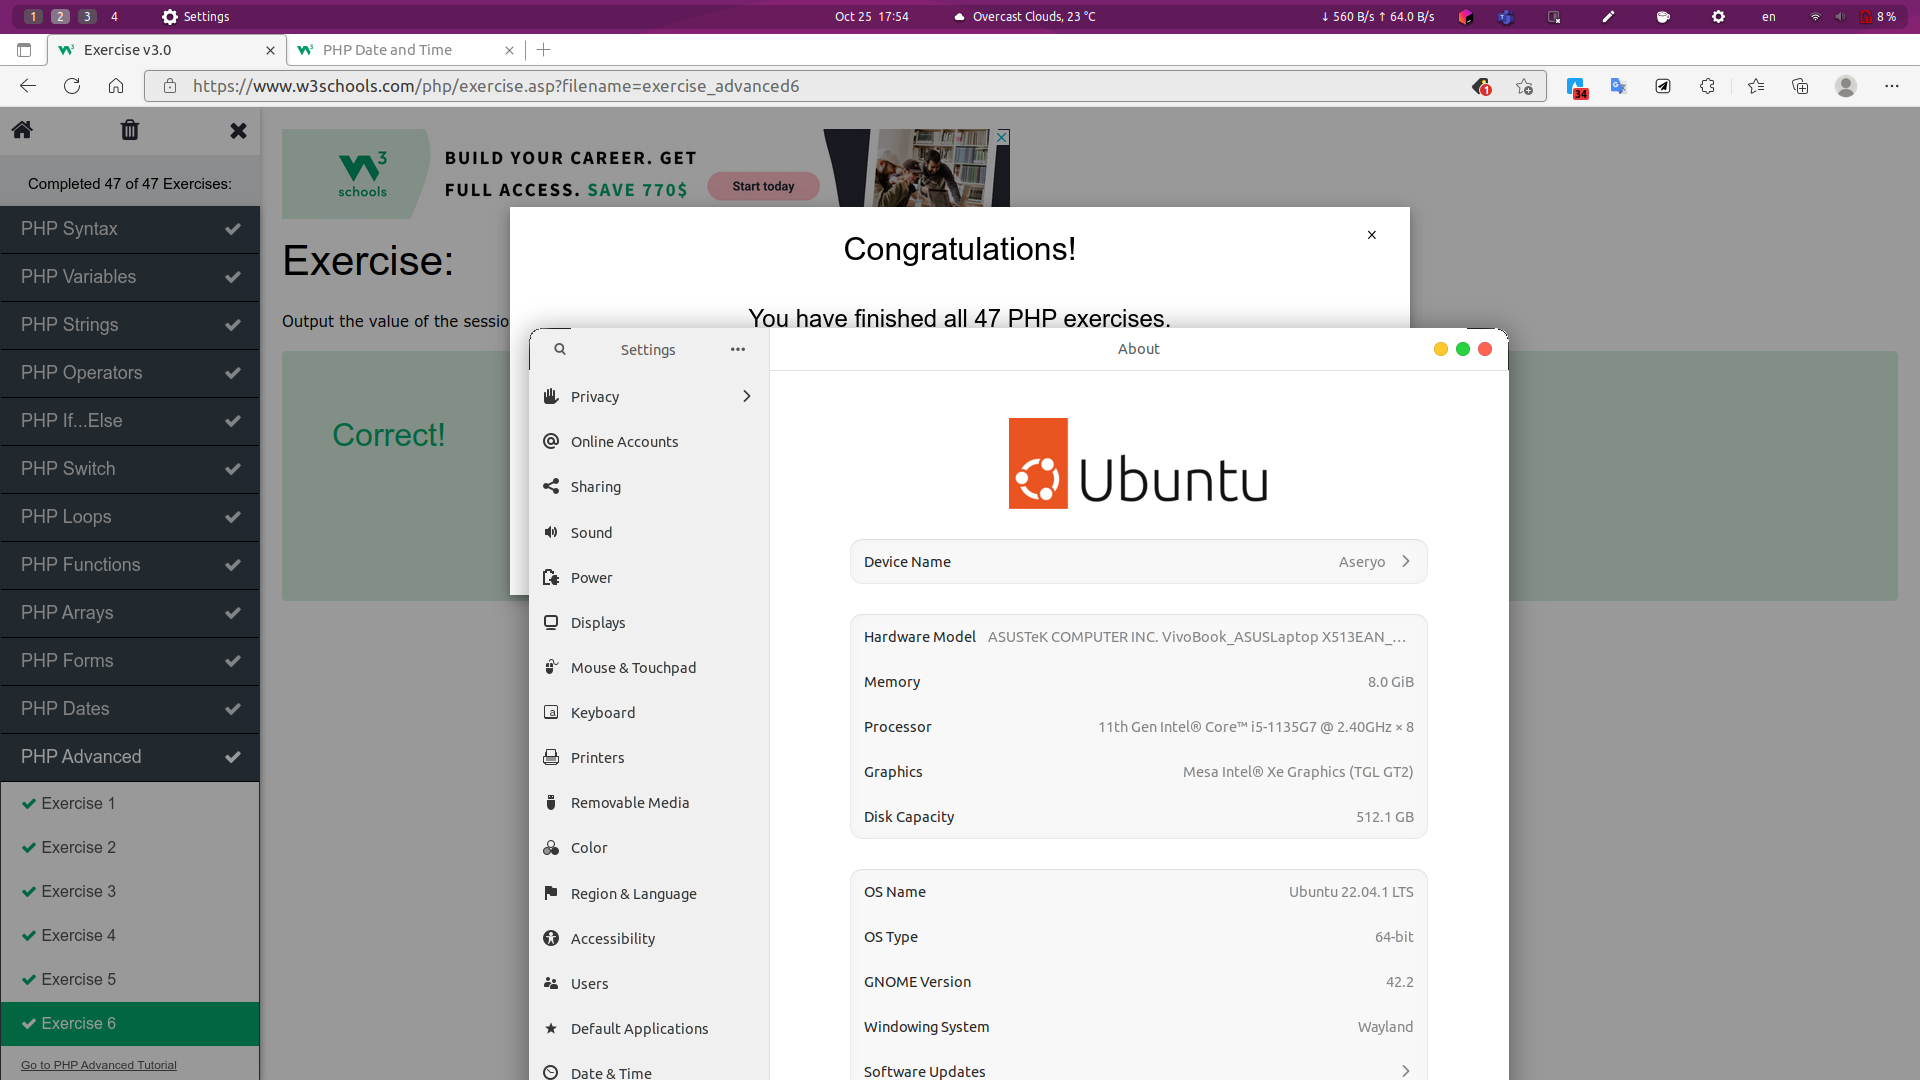 1 2 3 4 Settings Oct 25 17:54 Overcast Clouds, 23 °C ↓ 560 B/s ↑ 64.0 B/s en 8 %
Exercise v3.0 PHP Date and Time
https://www.w3schools.com/php/exercise.asp?filename=exercise_advanced6 1 34
Completed 47 of 47 Exercises:
PHP Syntax
PHP Variables
PHP Strings
PHP Operators
PHP If...Else
PHP Switch
PHP Loops
PHP Functions
PHP Arrays
PHP Forms
PHP Dates
PHP Advanced
Exercise 1
Exercise 2
Exercise 3
Exercise 4
Exercise 5
Exercise 6
Go to PHP Advanced Tutorial
W3
schools
BUILD YOUR CAREER. GET
FULL ACCESS. SAVE 770$
Start today
Exercise:
Output the value of the sessio
Correct!
Congratulations!
×
You have finished all 47 PHP exercises.
Settings
Privacy
Online Accounts
Sharing
Sound
Power
Displays
Mouse & Touchpad
Keyboard
Printers
Removable Media
Color
Region & Language
Accessibility
Users
Default Applications
Date & Time
About
Ubuntu
Device Name Aseryo
Hardware Model ASUSTeK COMPUTER INC. VivoBook_ASUSLaptop X513EAN_...
Memory 8.0 GiB
Processor 11th Gen Intel® Core™ i5-1135G7 @ 2.40GHz × 8
Graphics Mesa Intel® Xe Graphics (TGL GT2)
Disk Capacity 512.1 GB
OS Name Ubuntu 22.04.1 LTS
OS Type 64-bit
GNOME Version 42.2
Windowing System Wayland
Software Updates